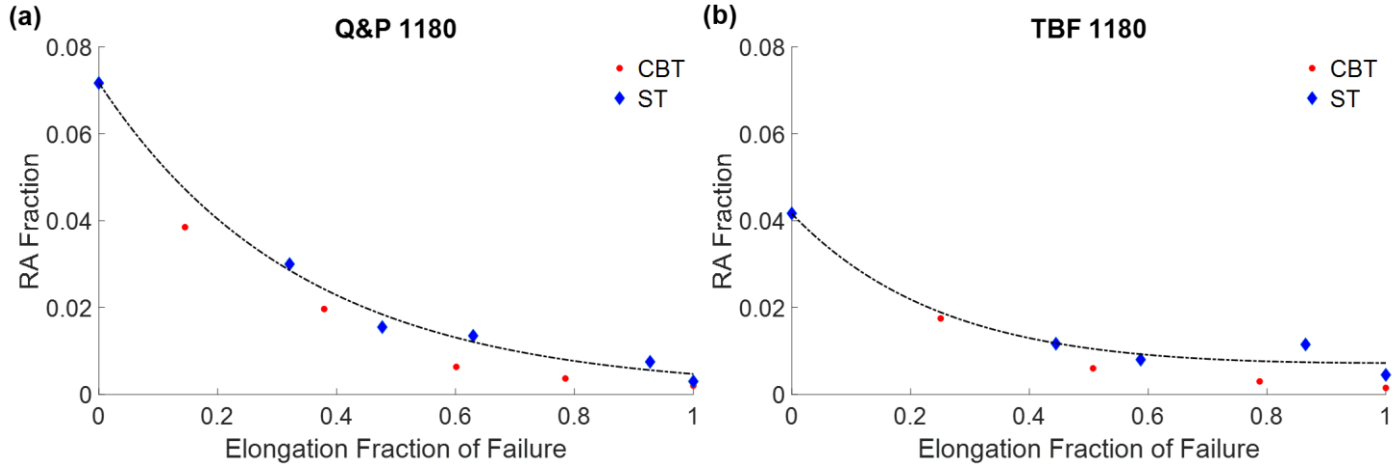 (a)
Q&P 1180
0.08
0.06
0.04
0.02
0
RA Fraction
CBT
ST
0 0.2 0.4 0.6 0.8 1
Elongation Fraction of Failure
(b)
TBF 1180
0.08
0.06
0.04
0.02
0
RA Fraction
CBT
ST
0 0.2 0.4 0.6 0.8 1
Elongation Fraction of Failure